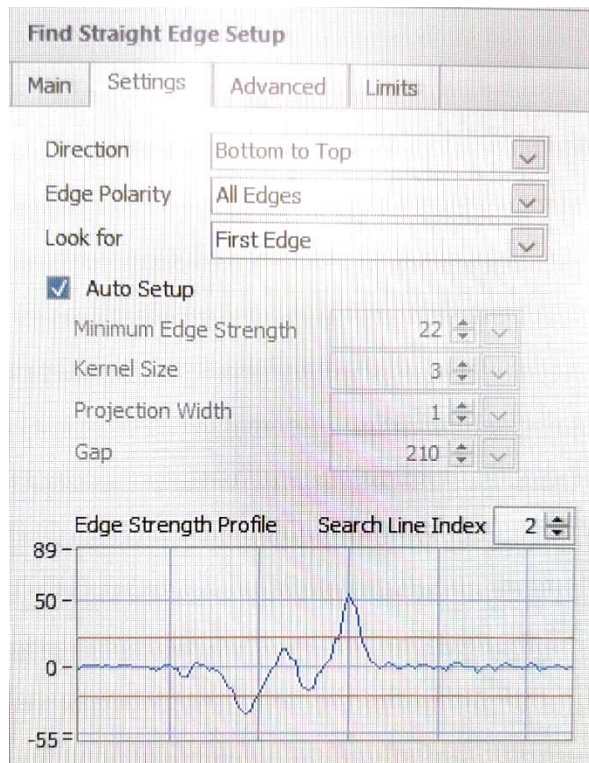 Find Straight Edge Setup
Main Settings Advanced Limits
Direction Bottom to Top
Edge Polarity All Edges
Look for First Edge
Auto Setup
Minimum Edge Strength 22
Kernel Size 3
Projection Width 1
Gap 210
Edge Strength Profile Search Line Index 2
89
50
0
-55